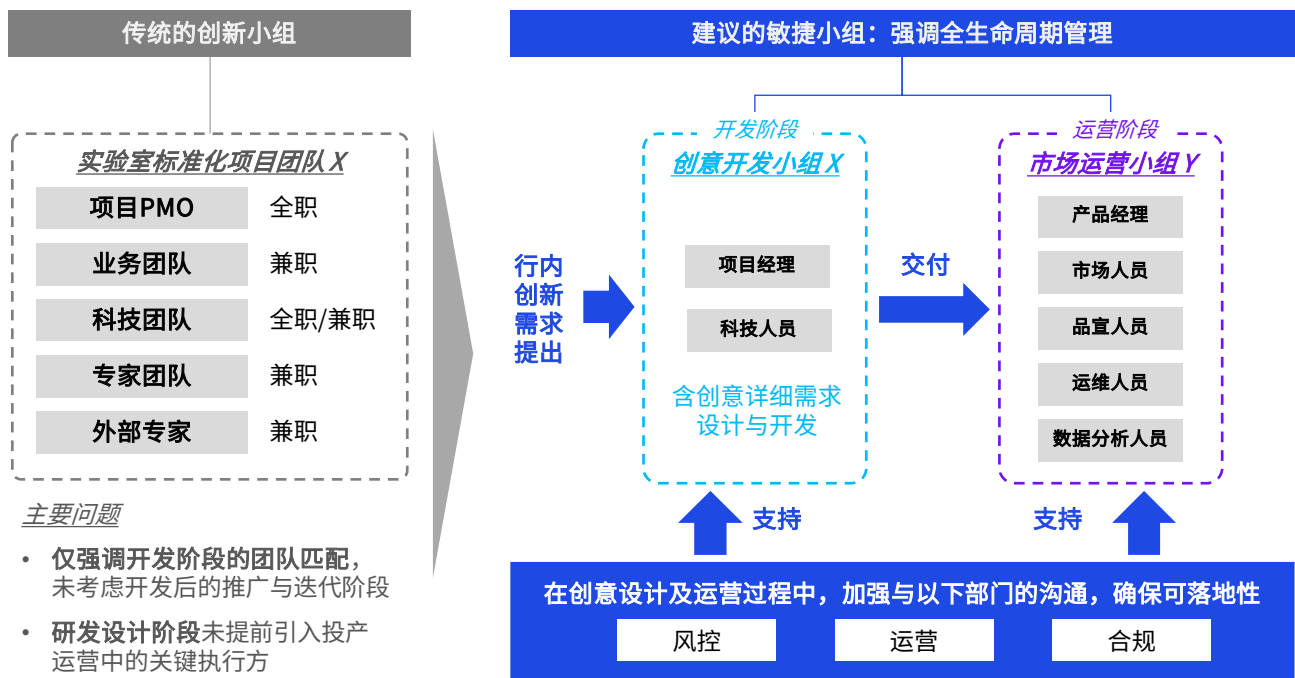 传统的创新小组
实验室标准化项目团队 X
项目PMO 全职
业务团队 兼职
科技团队 全职/兼职
专家团队 兼职
外部专家 兼职
主要问题
• 仅强调开发阶段的团队匹配，
未考虑开发后的推广与迭代阶段
• 研发设计阶段未提前引入投产
运营中的关键执行方
建议的敏捷小组：强调全生命周期管理
行内
创新
需求
提出
开发阶段
创意开发小组 X
项目经理
科技人员
含创意详细需求
设计与开发
交付
运营阶段
市场运营小组 Y
产品经理
市场人员
品宣人员
运维人员
数据分析人员
支持
支持
在创意设计及运营过程中，加强与以下部门的沟通，确保可落地性
风控
运营
合规